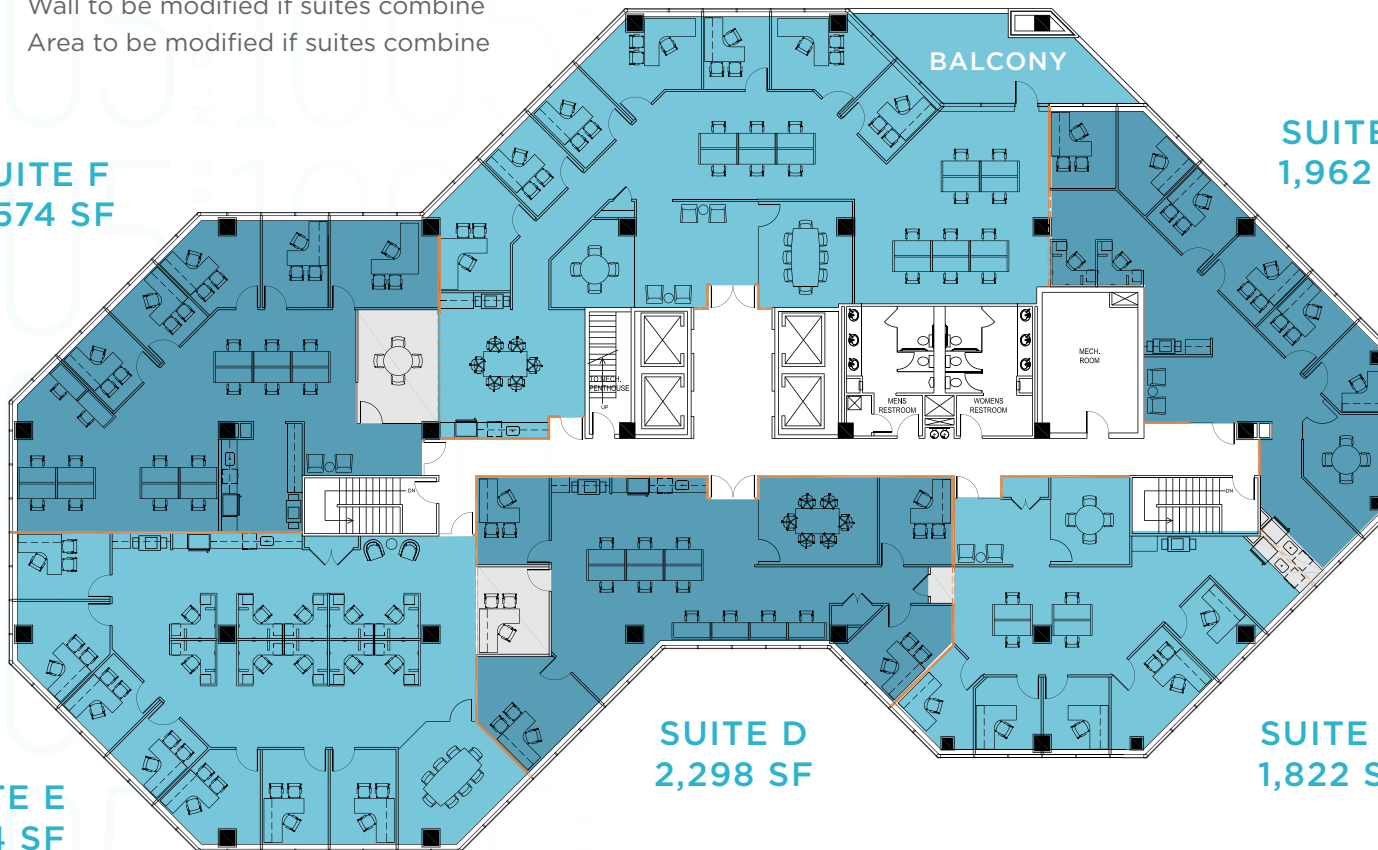 Wall to be modified if suites combine
Area to be modified if suites combine
BALCONY
SUITE
1,962
UITE F
574 SF
MECH.
ROOM
TO MECH.
PENTHOUSE
UP
MENS
RESTROOM
WOMENS
RESTROOM
DN
DN
SUITE D
2,298 SF
SUITE
1,822 S
TE E
4 SF